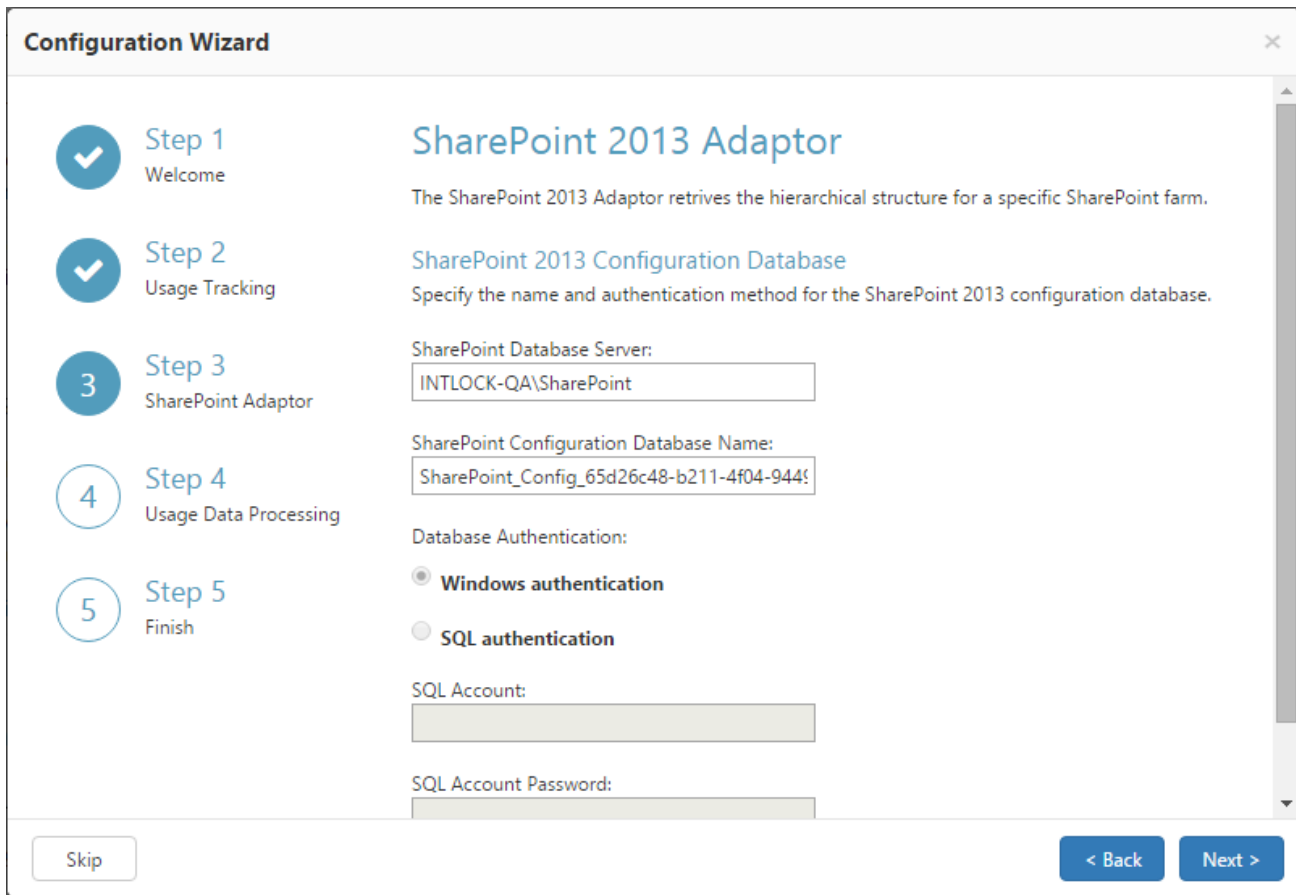 Configuration Wizard
×
Step 1
Welcome
Step 2
Usage Tracking
3
Step 3
SharePoint Adaptor
4
Step 4
Usage Data Processing
5
Step 5
Finish
SharePoint 2013 Adaptor
The SharePoint 2013 Adaptor retrives the hierarchical structure for a specific SharePoint farm.
SharePoint 2013 Configuration Database
Specify the name and authentication method for the SharePoint 2013 configuration database.
SharePoint Database Server:
INTLOCK-QA\SharePoint
SharePoint Configuration Database Name:
SharePoint_Config_65d26c48-b211-4f04-9449
Database Authentication:
Windows authentication
SQL authentication
SQL Account:
SQL Account Password:
Skip
< Back
Next >